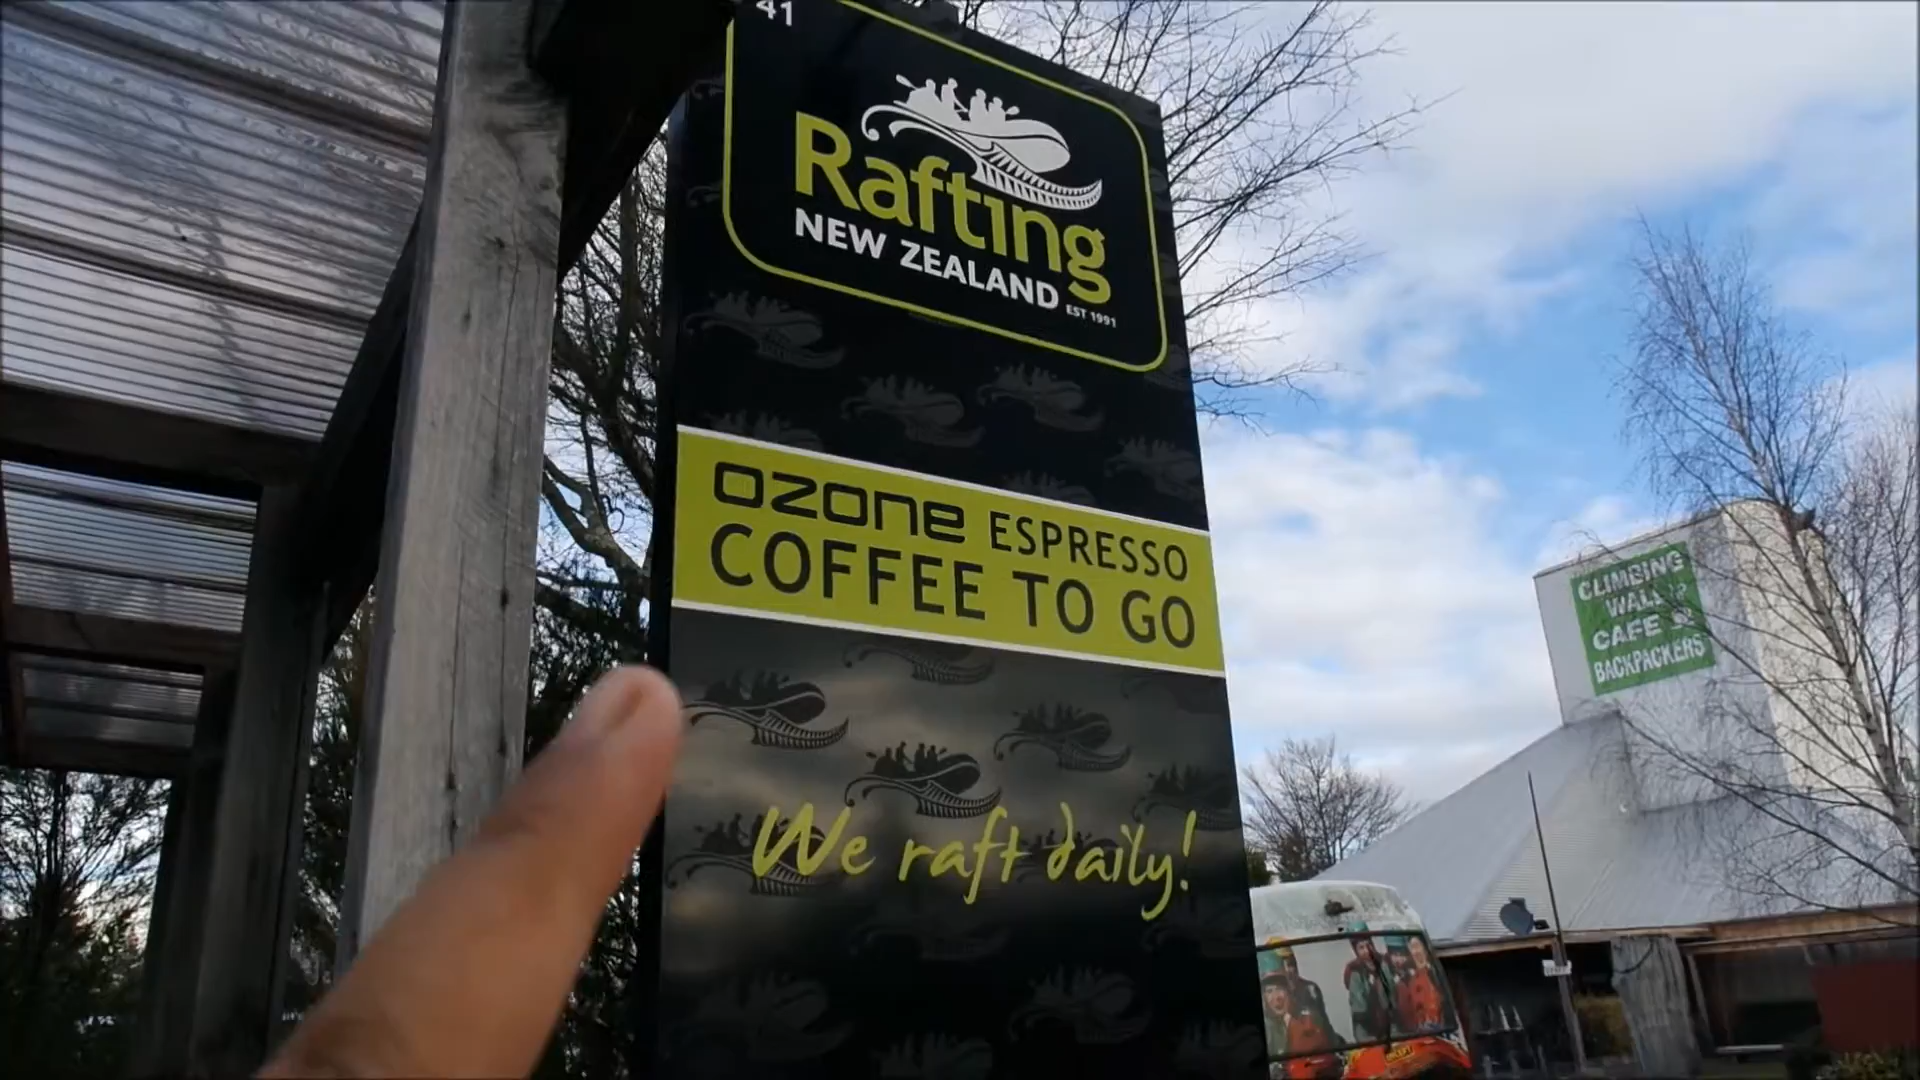 41
Rafting
NEW ZEALAND
EST 1991
ozone ESPRESSO
COFFEE TO GO
We raft daily!
CLIMBING
WALL
CAFE &
BACKPACKERS